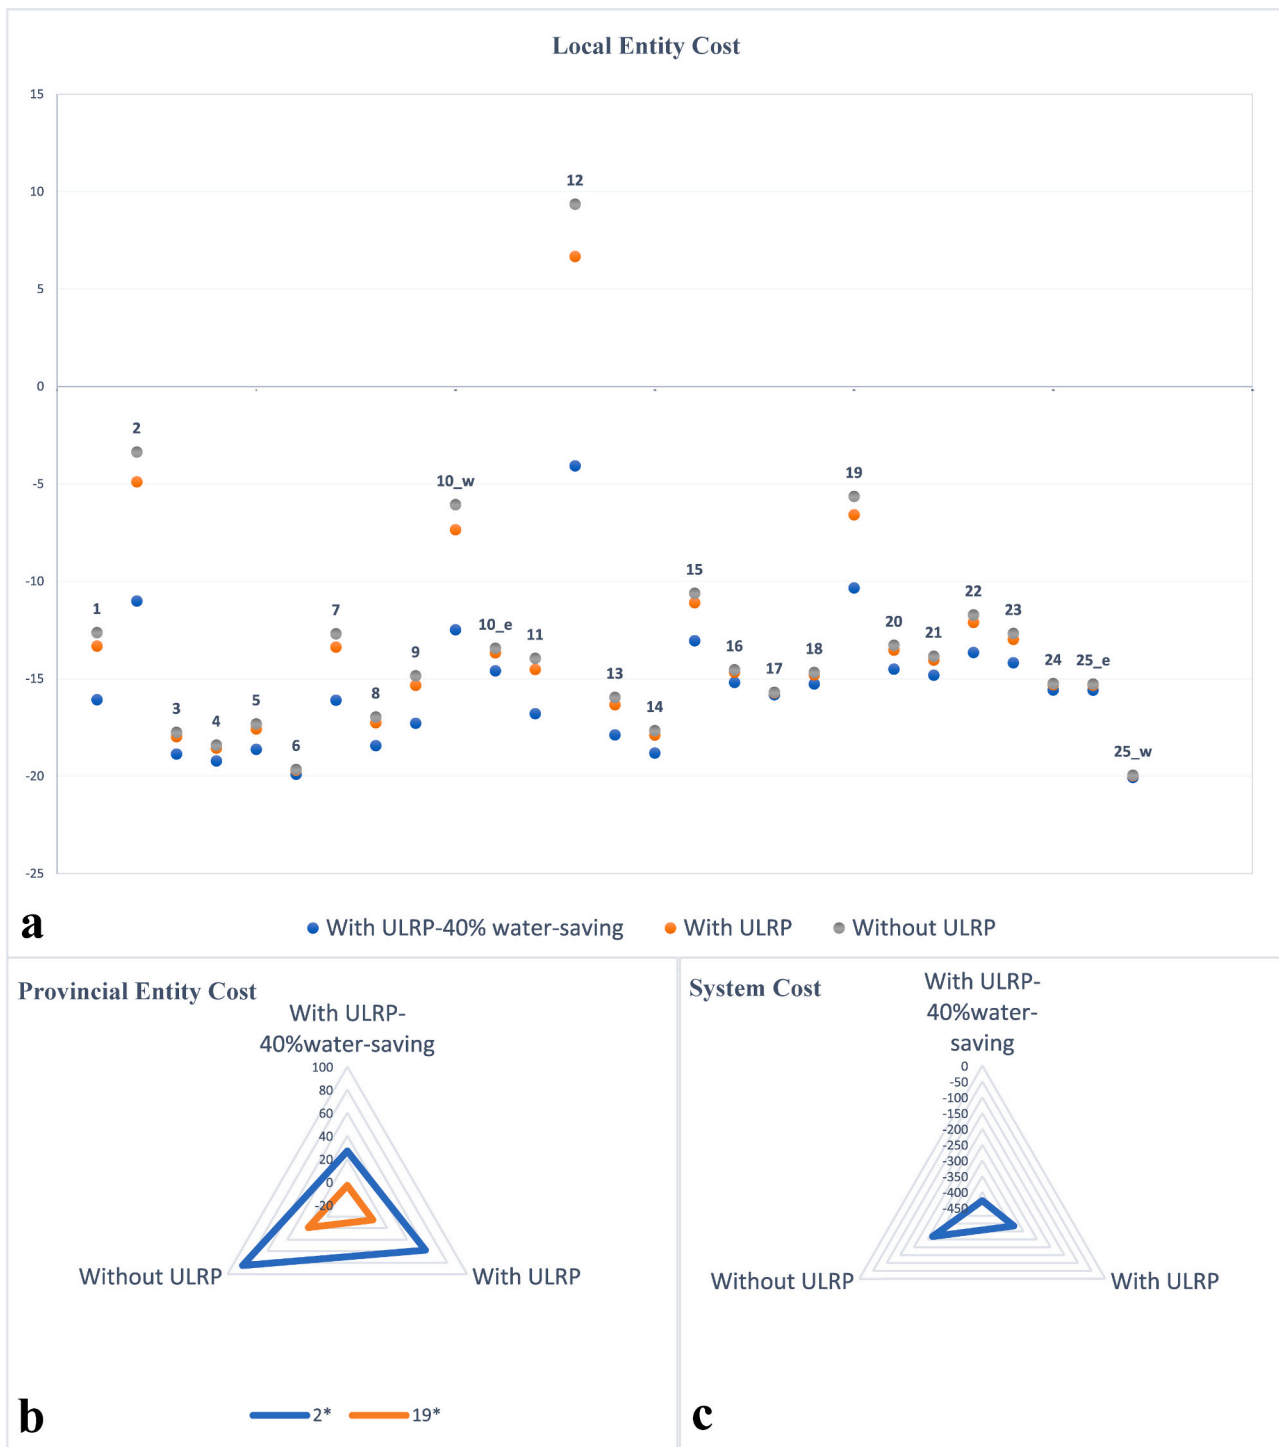 Local Entity Cost
15
10
5
0
-5
-10
-15
-20
-25
1
2
3
4
5
6
7
8
9
10_w
10_e
11
12
13
14
15
16
17
18
19
20
21
22
23
24
25_e
25_w
a
With ULRP-40% water-saving
With ULRP
Without ULRP
Provincial Entity Cost
With ULRP-
40%water-saving
100
80
60
40
20
0
-20
Without ULRP
With ULRP
b
2*
19*
System Cost
With ULRP-
40%water-
saving
0
-50
-100
-150
-200
-250
-300
-350
-400
-450
Without ULRP
With ULRP
c